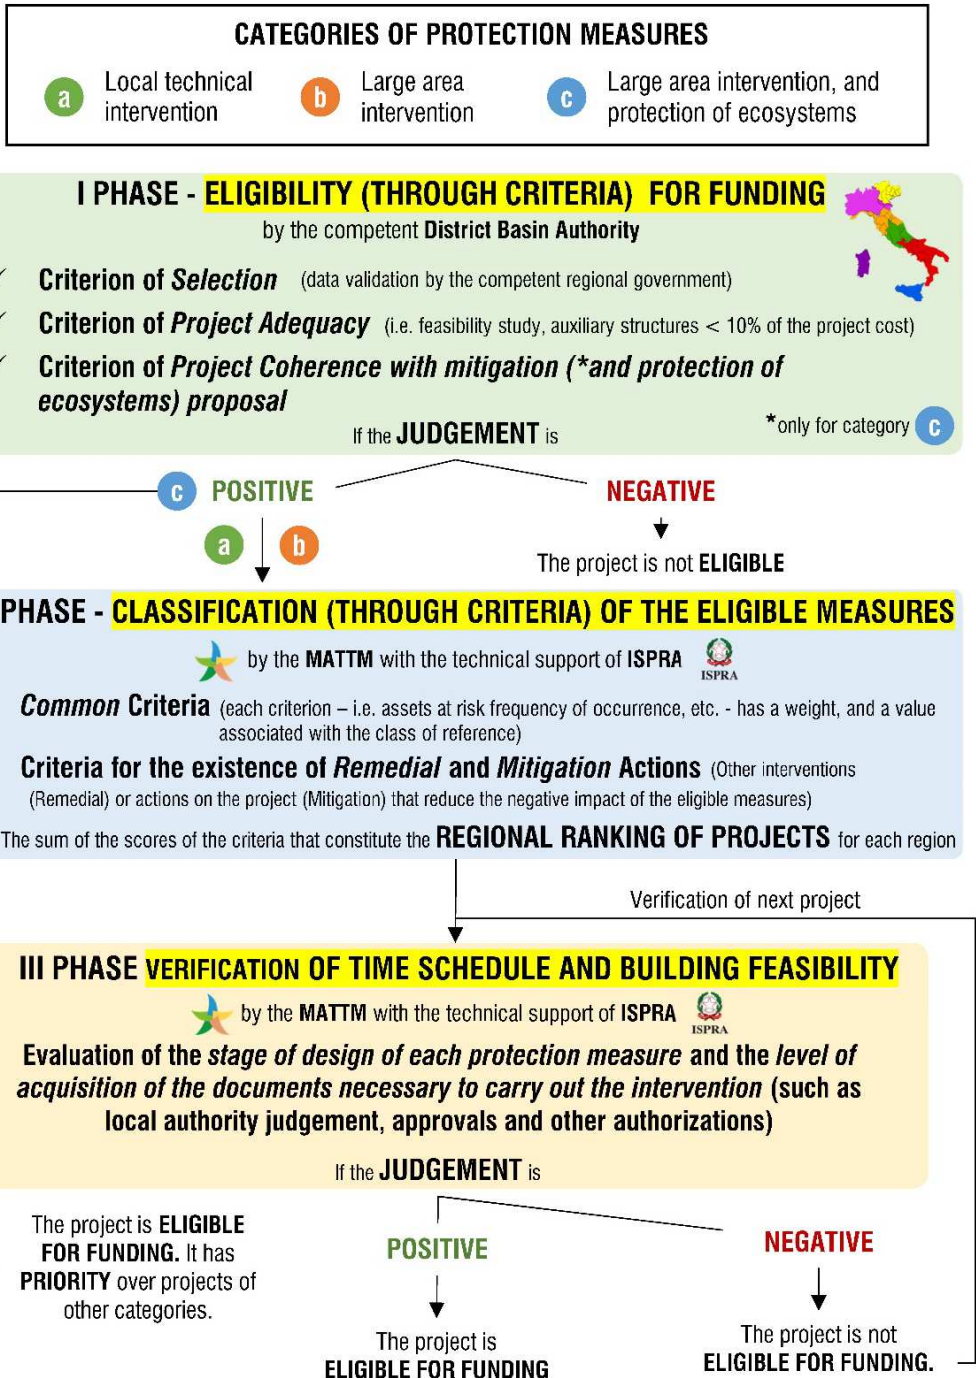 CATEGORIES OF PROTECTION MEASURES
a Local technical intervention
b Large area intervention
c Large area intervention, and protection of ecosystems
I PHASE - ELIGIBILITY (THROUGH CRITERIA) FOR FUNDING
by the competent District Basin Authority
Criterion of Selection (data validation by the competent regional government)
Criterion of Project Adequacy (i.e. feasibility study, auxiliary structures < 10% of the project cost)
Criterion of Project Coherence with mitigation (*and protection of
ecosystems) proposal
*only for category c
If the JUDGEMENT is
c POSITIVE
NEGATIVE
a b
The project is not ELIGIBLE
PHASE - CLASSIFICATION (THROUGH CRITERIA) OF THE ELIGIBLE MEASURES
by the MATTM with the technical support of ISPRA
ISPRA
Common Criteria (each criterion – i.e. assets at risk frequency of occurrence, etc. - has a weight, and a value
associated with the class of reference)
Criteria for the existence of Remedial and Mitigation Actions (Other interventions
(Remedial) or actions on the project (Mitigation) that reduce the negative impact of the eligible measures)
The sum of the scores of the criteria that constitute the REGIONAL RANKING OF PROJECTS for each region
Verification of next project
III PHASE VERIFICATION OF TIME SCHEDULE AND BUILDING FEASIBILITY
by the MATTM with the technical support of ISPRA
ISPRA
Evaluation of the stage of design of each protection measure and the level of
acquisition of the documents necessary to carry out the intervention (such as
local authority judgement, approvals and other authorizations)
If the JUDGEMENT is
The project is ELIGIBLE
FOR FUNDING. It has
PRIORITY over projects of
other categories.
POSITIVE
The project is
ELIGIBLE FOR FUNDING
NEGATIVE
The project is not
ELIGIBLE FOR FUNDING.